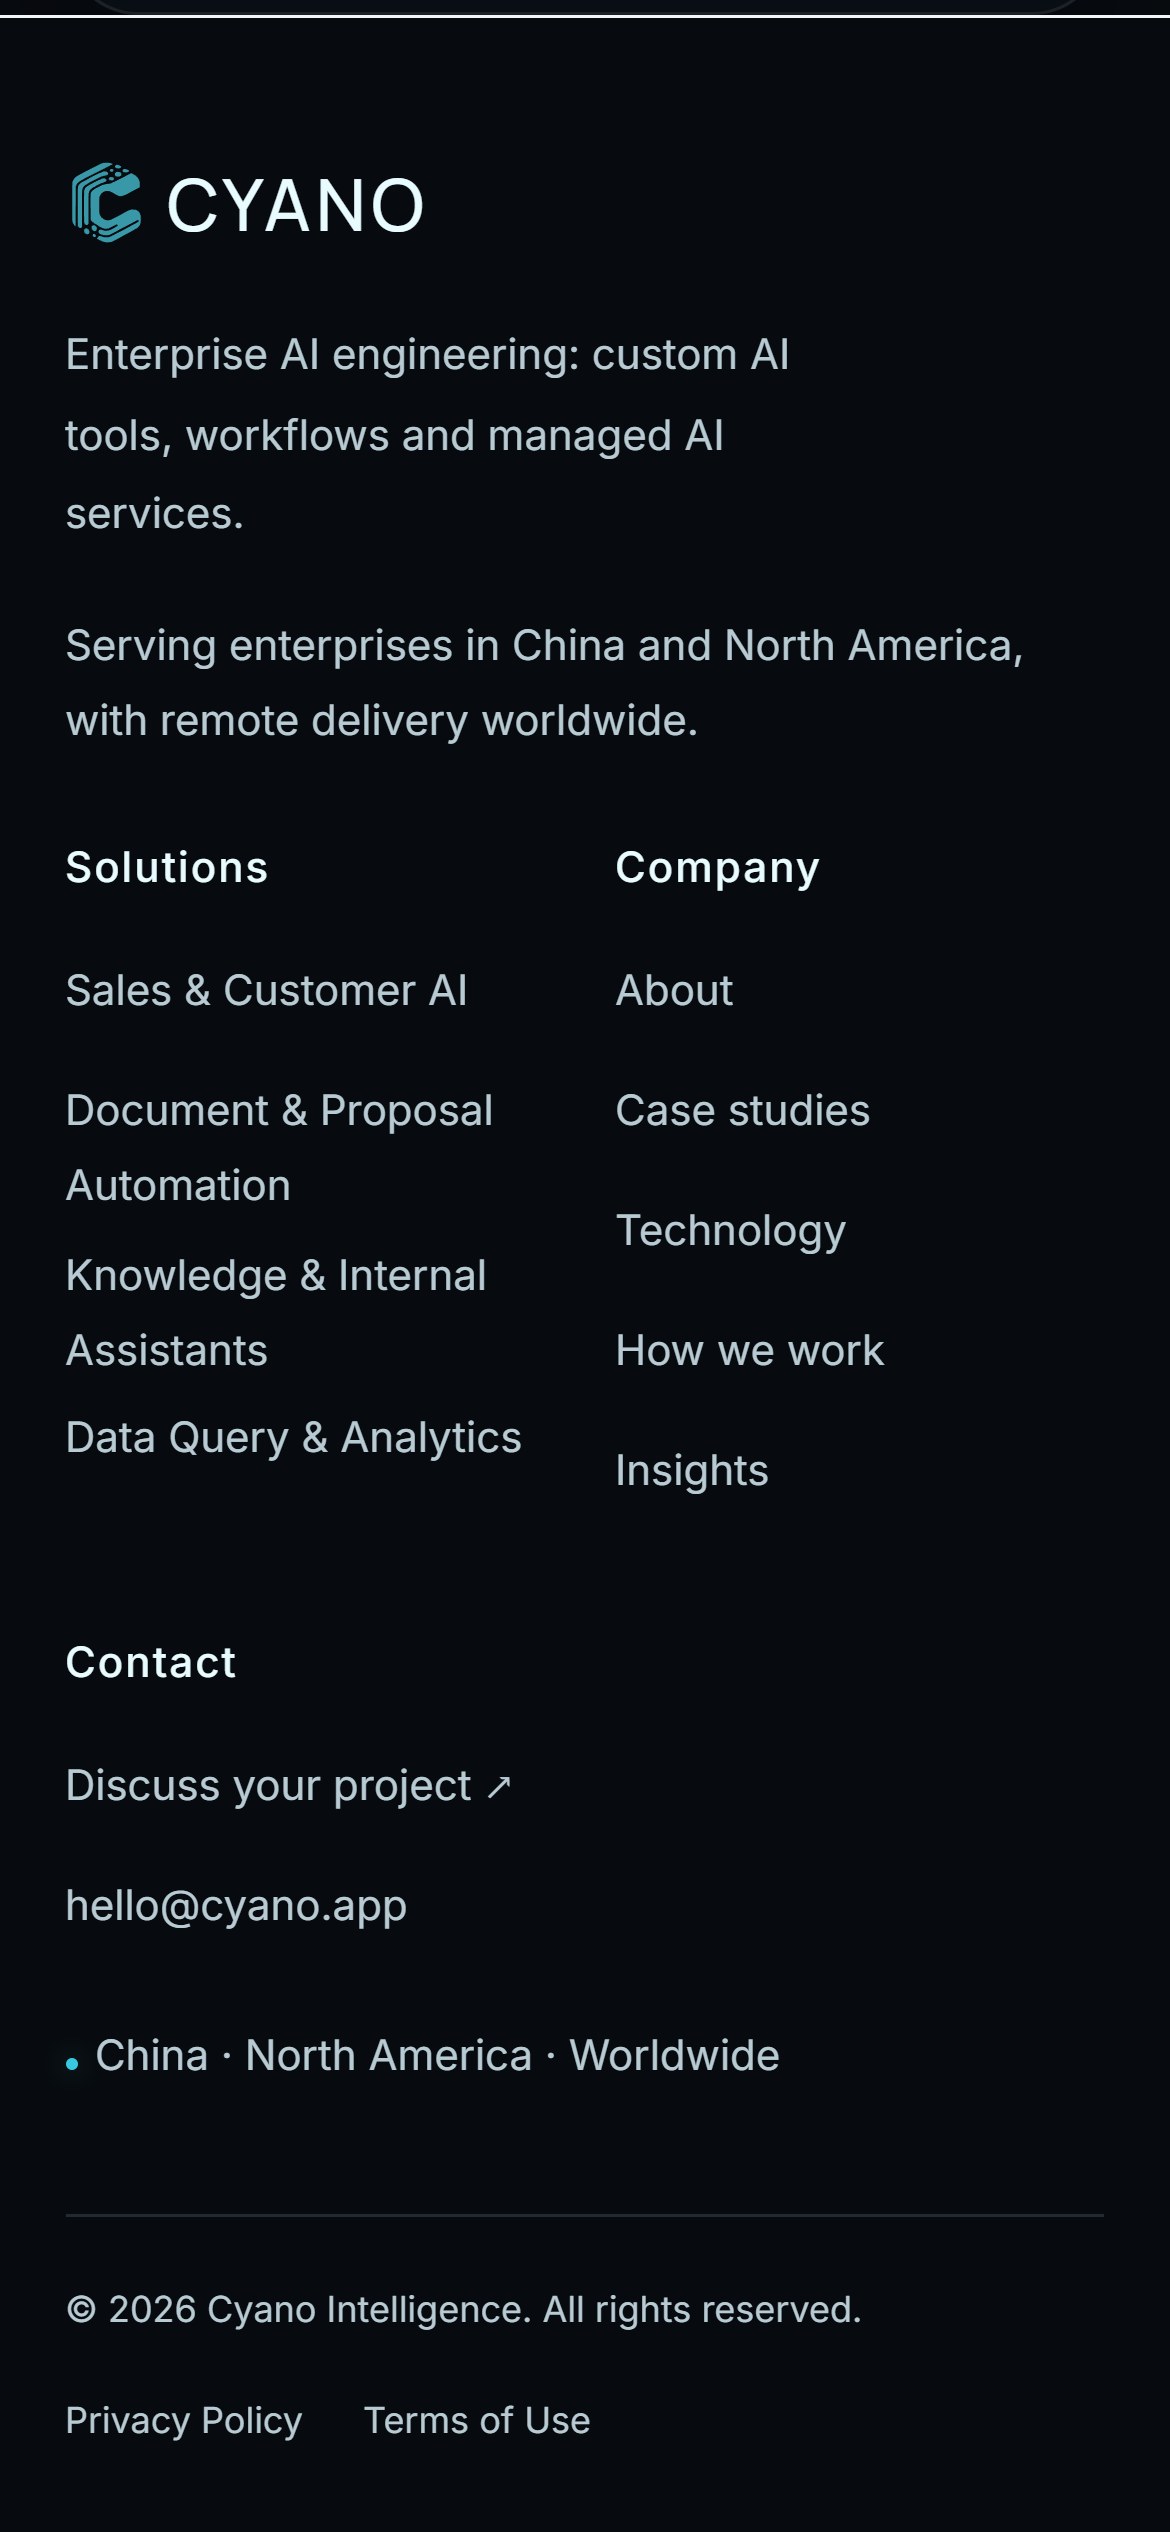 CYANO
Enterprise AI engineering: custom AI
tools, workflows and managed AI
services.
Serving enterprises in China and North America,
with remote delivery worldwide.
Solutions
Sales & Customer AI
Document & Proposal
Automation
Knowledge & Internal
Assistants
Data Query & Analytics
Company
About
Case studies
Technology
How we work
Insights
Contact
Discuss your project ↗
hello@cyano.app
China · North America · Worldwide
© 2026 Cyano Intelligence. All rights reserved.
Privacy Policy Terms of Use